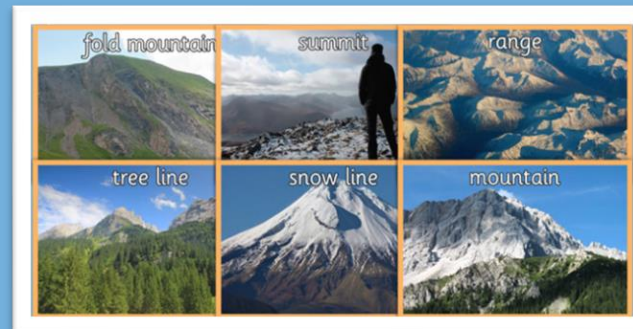 fold mountain
summit
range
tree line
snow line
mountain